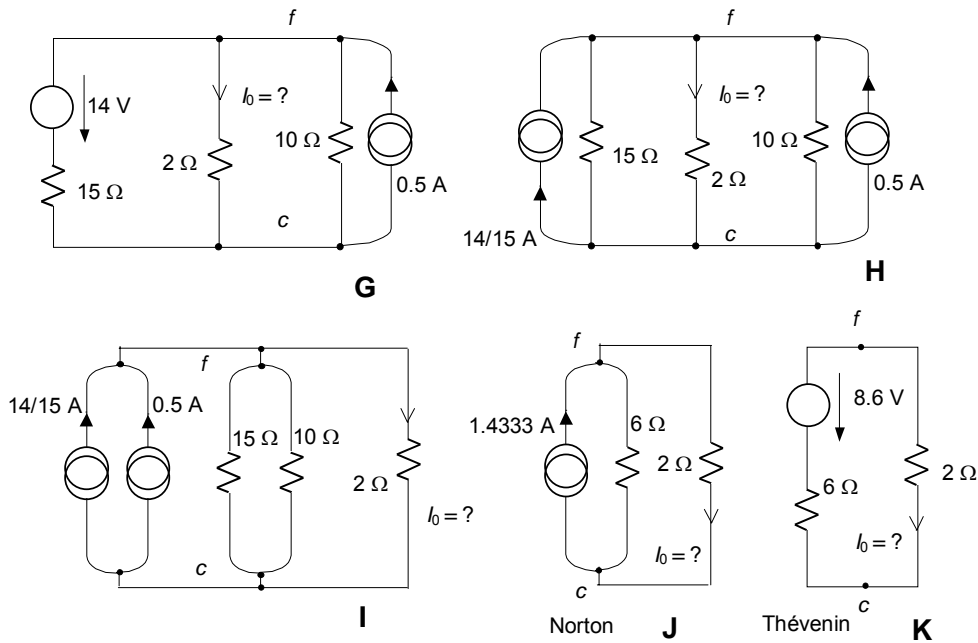 f
14 V
I0 = ?
2 Ω
10 Ω
15 Ω
0.5 A
c
G
f
I0 = ?
15 Ω
2 Ω
10 Ω
0.5 A
14/15 A
c
H
f
14/15 A
0.5 A
15 Ω
10 Ω
2 Ω
I0 = ?
c
I
f
1.4333 A
6 Ω
2 Ω
I0 = ?
c
Norton
J
f
8.6 V
6 Ω
2 Ω
I0 = ?
c
Thévenin
K